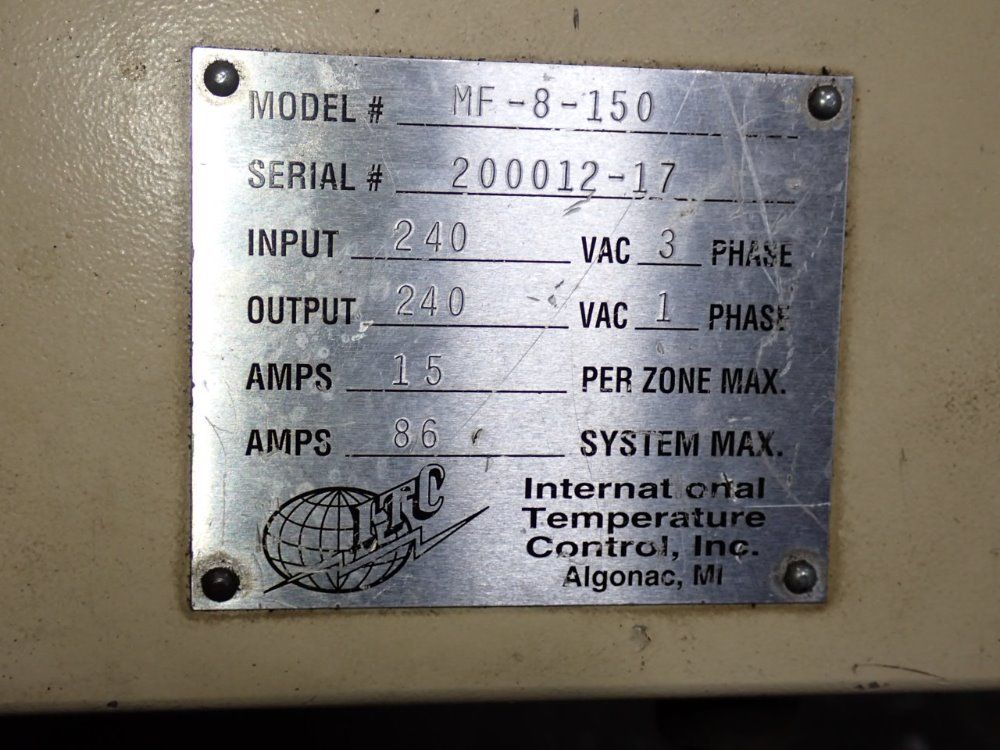 MODEL # MF-8-150
SERIAL # 200012-17
INPUT 240 VAC 3 PHASE
OUTPUT 240 VAC 1 PHASE
AMPS 15 PER ZONE MAX.
AMPS 86 SYSTEM MAX.
ITC
International
Temperature
Control, Inc.
Algonac, MI